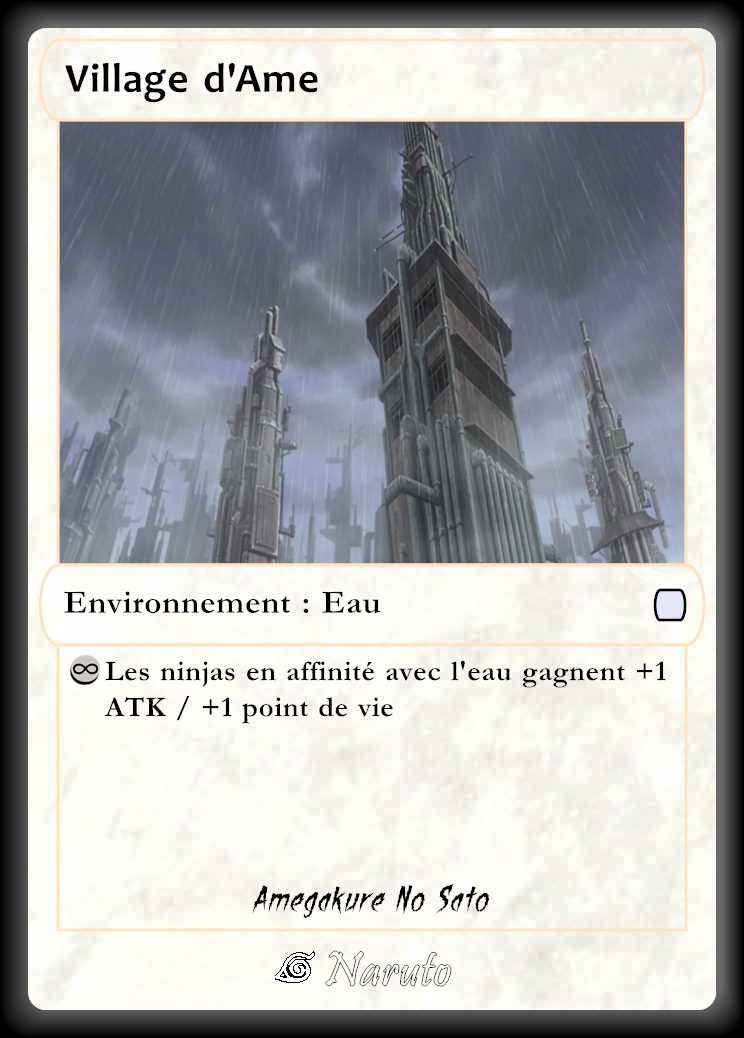 Village d'Ame
Environnement : Eau
∞ Les ninjas en affinité avec l'eau gagnent +1
ATK / +1 point de vie
Amegakure No Sato
Naruto